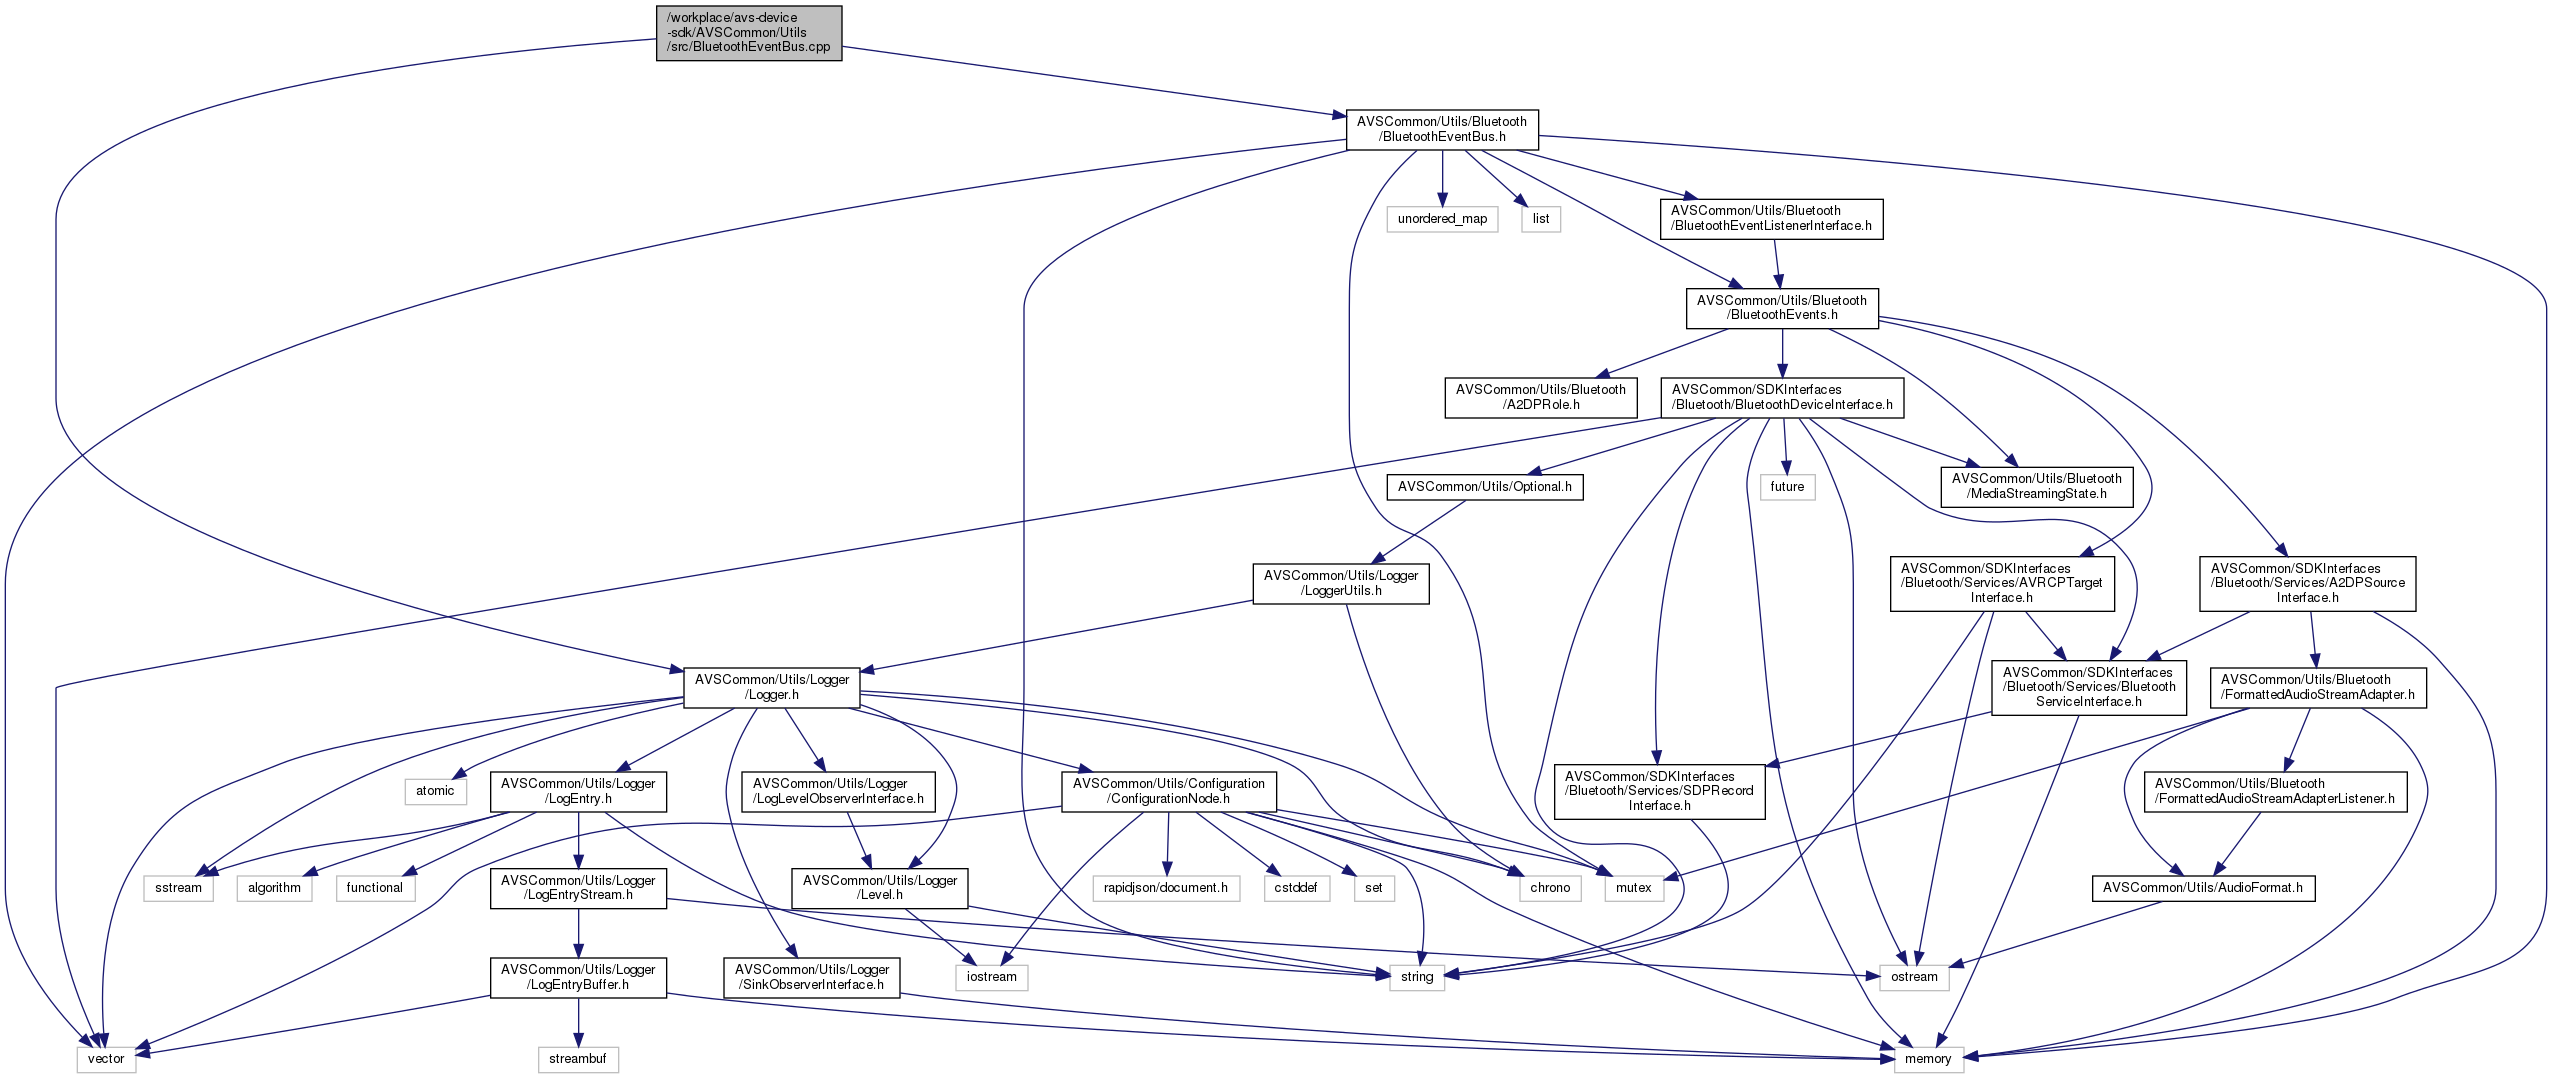 /workplace/avs-device
-sdk/AVSCommon/Utils
/src/BluetoothEventBus.cpp
AVSCommon/Utils/Bluetooth
/BluetoothEventBus.h
unordered_map
list
AVSCommon/Utils/Bluetooth
/BluetoothEventListenerInterface.h
AVSCommon/Utils/Bluetooth
/BluetoothEvents.h
AVSCommon/Utils/Bluetooth
/A2DPRole.h
AVSCommon/SDKInterfaces
/Bluetooth/BluetoothDeviceInterface.h
AVSCommon/Utils/Optional.h
future
AVSCommon/Utils/Bluetooth
/MediaStreamingState.h
AVSCommon/Utils/Logger
/LoggerUtils.h
AVSCommon/SDKInterfaces
/Bluetooth/Services/AVRCPTarget
Interface.h
AVSCommon/SDKInterfaces
/Bluetooth/Services/A2DPSource
Interface.h
AVSCommon/Utils/Logger
/Logger.h
AVSCommon/SDKInterfaces
/Bluetooth/Services/Bluetooth
ServiceInterface.h
AVSCommon/Utils/Bluetooth
/FormattedAudioStreamAdapter.h
atomic
AVSCommon/Utils/Logger
/LogEntry.h
AVSCommon/Utils/Logger
/LogLevelObserverInterface.h
AVSCommon/Utils/Configuration
/ConfigurationNode.h
AVSCommon/SDKInterfaces
/Bluetooth/Services/SDPRecord
Interface.h
AVSCommon/Utils/Bluetooth
/FormattedAudioStreamAdapterListener.h
sstream
algorithm
functional
AVSCommon/Utils/Logger
/LogEntryStream.h
AVSCommon/Utils/Logger
/Level.h
rapidjson/document.h
cstddef
set
chrono
mutex
AVSCommon/Utils/AudioFormat.h
AVSCommon/Utils/Logger
/LogEntryBuffer.h
AVSCommon/Utils/Logger
/SinkObserverInterface.h
iostream
string
ostream
vector
streambuf
memory